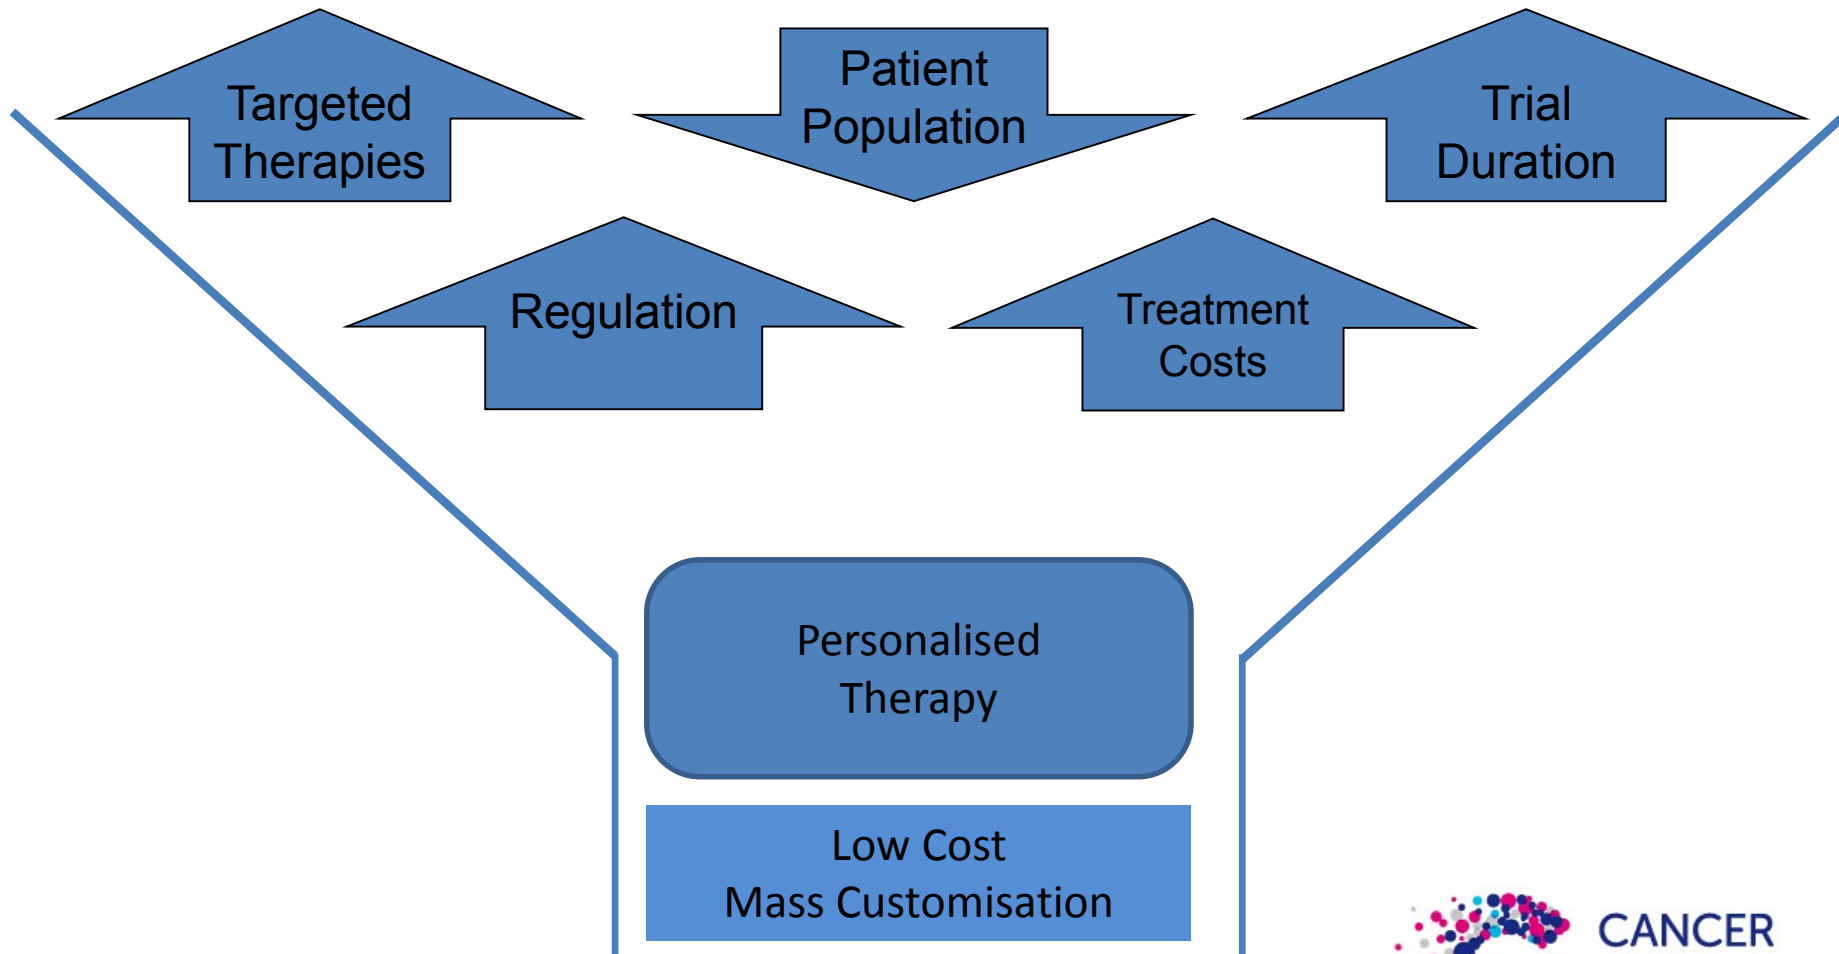 Targeted
Therapies
Patient
Population
Trial
Duration
Regulation
Treatment
Costs
Personalised
Therapy
Low Cost
Mass Customisation
CANCER